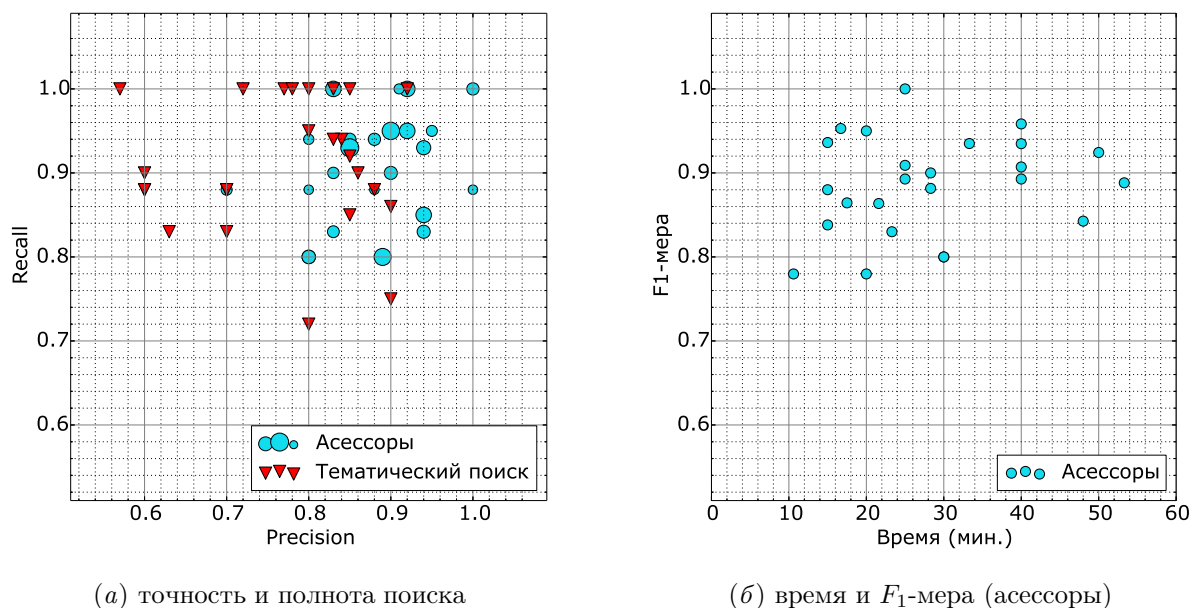 1.0
0.9
0.8
0.7
0.6
Recall
Асессоры
Тематический поиск
0.6 0.7 0.8 0.9 1.0
Precision
(а) точность и полнота поиска
1.0
0.9
0.8
0.7
0.6
F1-мера
Асессоры
0 10 20 30 40 50 60
Время (мин.)
(б) время и F₁-мера (асессоры)